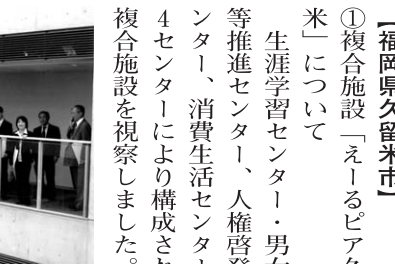 【福岡県久留米市】
①複合施設「えーるピアク
米」について
生涯学習センター・男女
等推進センター、人権啓発
ンター、消費生活センター
4センターにより構成され
複合施設を視察しました。